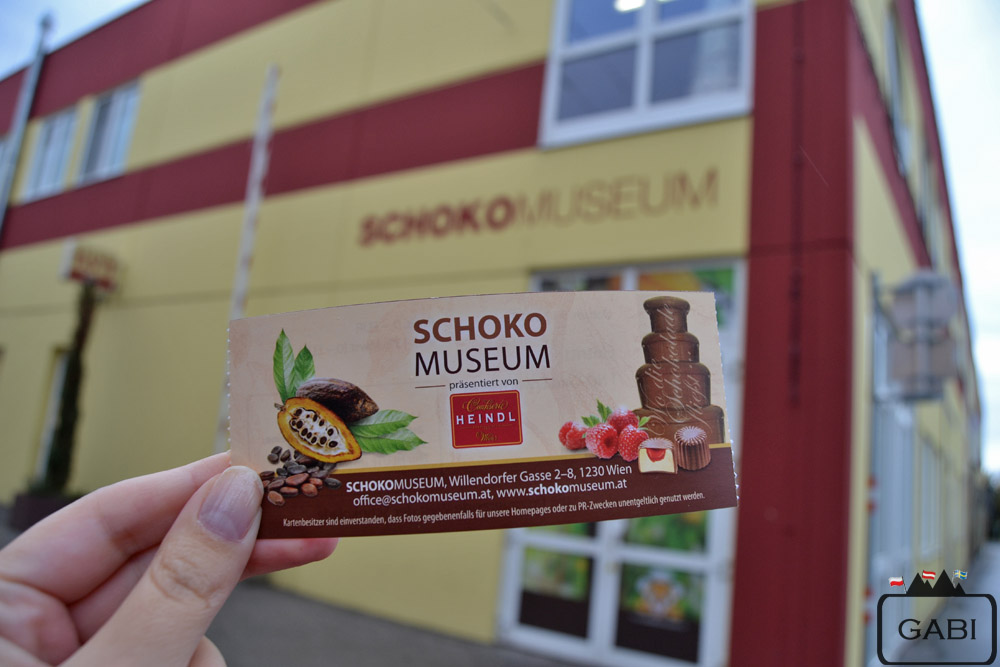 SCHOKOMUSEUM
SCHOKO
MUSEUM
präsentiert von
Confiserie
HEINDL
Wien
SCHOKOMUSEUM, Willendorfer Gasse 2–8, 1230 Wien
office@schokomuseum.at, www.schokomuseum.at
Kartenbesitzer sind einverstanden, dass Fotos gegebenenfalls für unsere Homepages oder zu PR-Zwecken unentgeltlich genutzt werden.
GABI